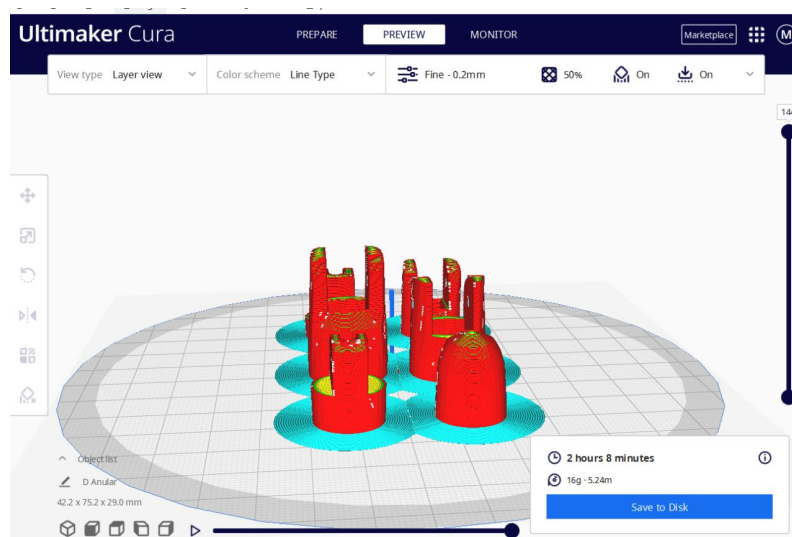 Ultimaker Cura
PREPARE PREVIEW MONITOR
Marketplace
M
View type Layer view Color scheme Line Type Fine - 0.2mm 50% On On
2 hours 8 minutes
Object list
D Anular
16g · 5.24m
42.2 x 75.2 x 29.0 mm
Save to Disk